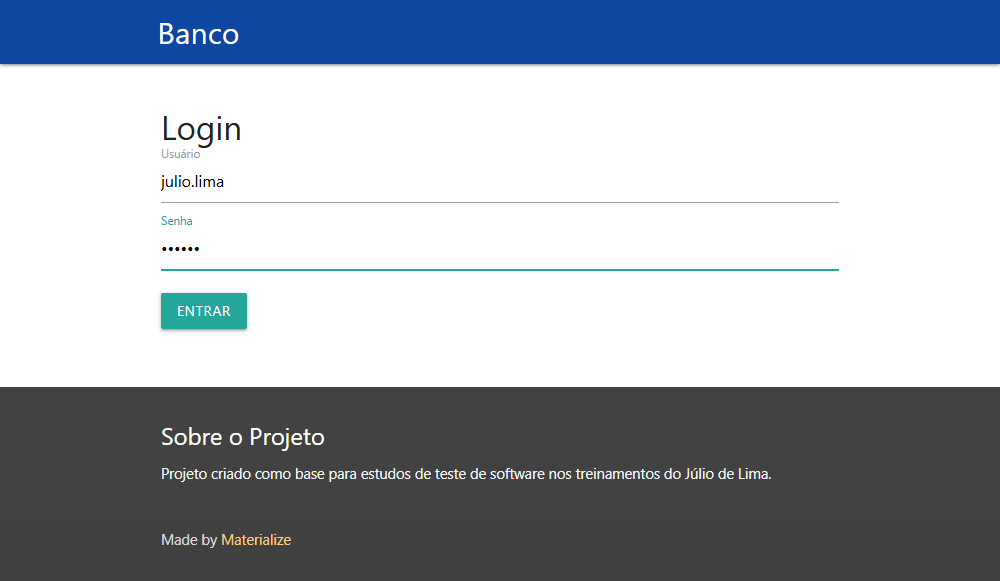 Banco
Login
Usuário
julio.lima
Senha
••••••
ENTRAR
Sobre o Projeto
Projeto criado como base para estudos de teste de software nos treinamentos do Júlio de Lima.
Made by Materialize